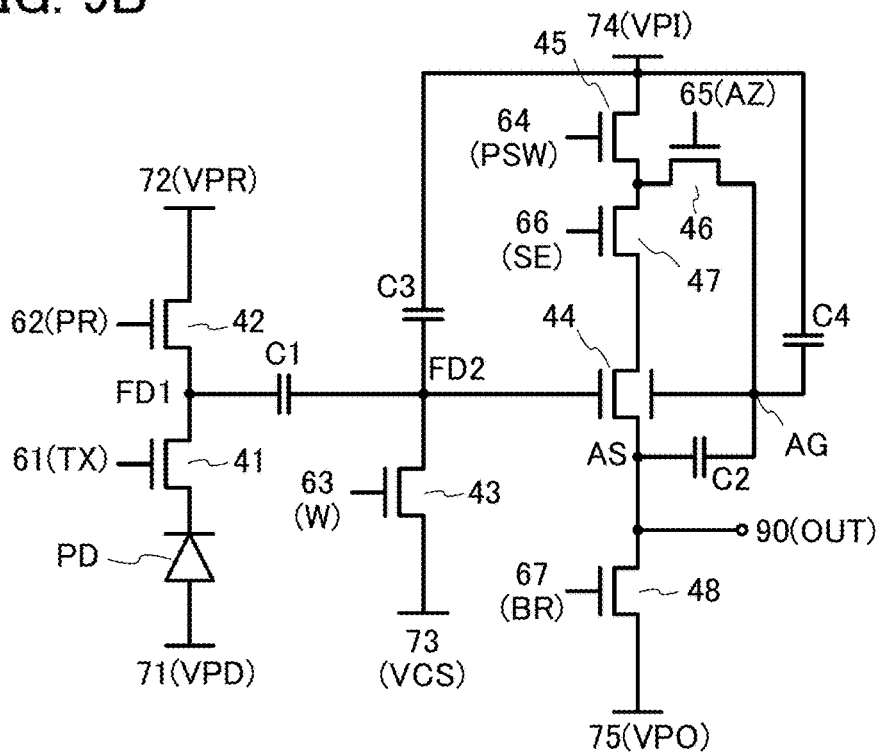 FIG. 9B
74(VPI)
45
65(AZ)
64
(PSW)
72(VPR)
66
(SE)
46
47
C3
44
C4
62(PR)
42
C1
FD2
FD1
AG
61(TX)
41
AS
63
(W)
43
C2
PD
90(OUT)
67
(BR)
48
71(VPD)
73
(VCS)
75(VPO)